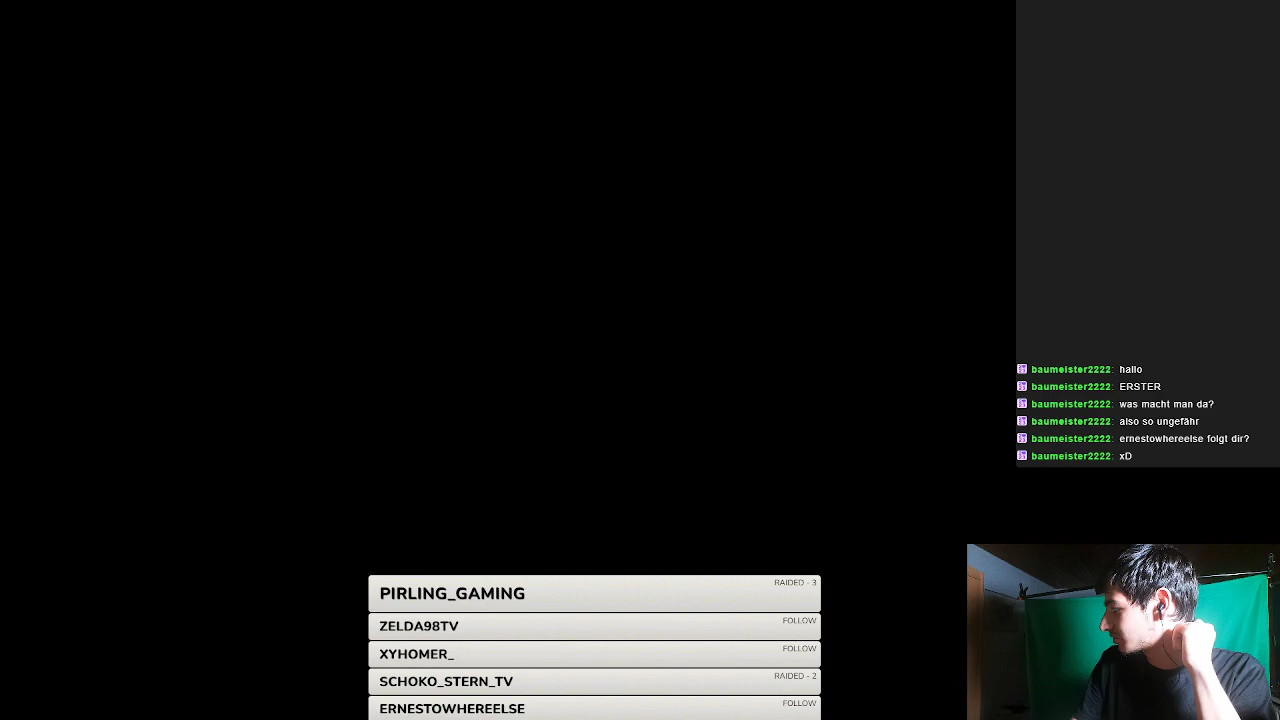 baumeister2222: hallo
baumeister2222: ERSTER
baumeister2222: was macht man da?
baumeister2222: also so ungefähr
baumeister2222: ernestowhereelse folgt dir?
baumeister2222: xD
PIRLING_GAMING RAIDED - 3
ZELDA98TV FOLLOW
XYHOMER_ FOLLOW
SCHOKO_STERN_TV RAIDED - 2
ERNESTOWHEREELSE FOLLOW